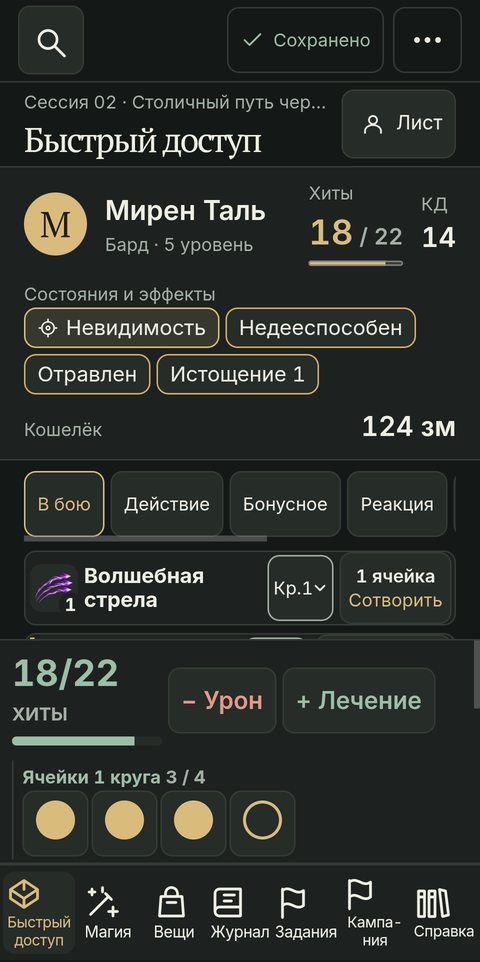 Сохранено
Сессия 02 · Столичный путь чер...
Быстрый доступ
Лист
М
Мирен Таль
Бард · 5 уровень
Хиты
18 / 22
КД
14
Состояния и эффекты
Невидимость
Недееспособен
Отравлен
Истощение 1
Кошелёк
124 зм
В бою
Действие
Бонусное
Реакция
1
Волшебная
стрела
Кр.1
1 ячейка
Сотворить
18/22
ХИТЫ
− Урон
+ Лечение
Ячейки 1 круга 3 / 4
Быстрый
доступ
Магия
Вещи
Журнал
Задания
Кампа-
ния
Справка